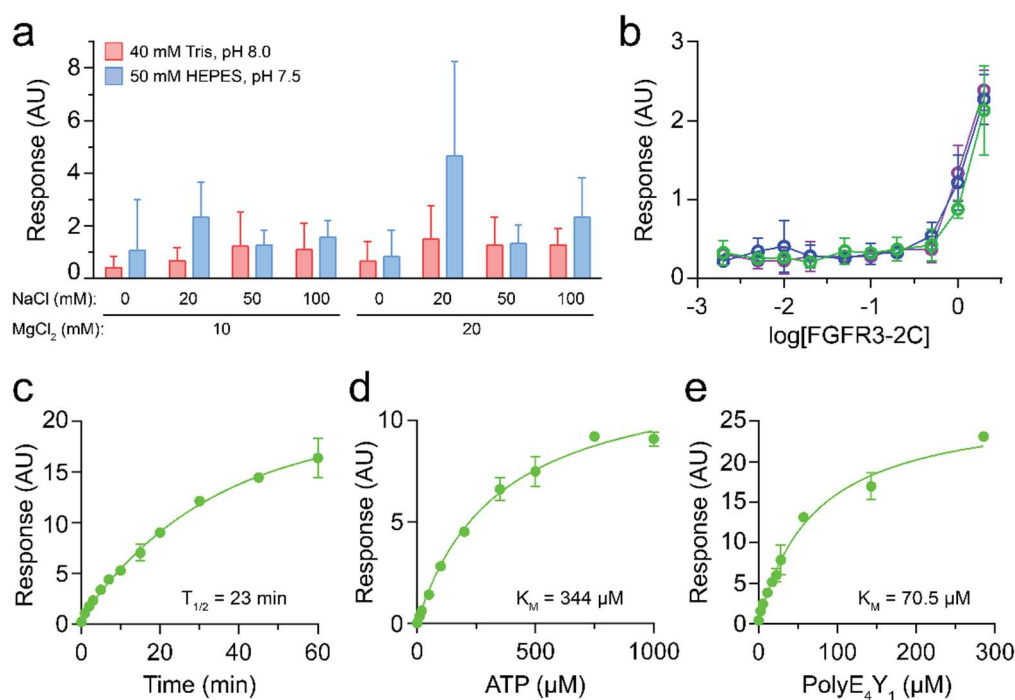 a
Response (AU)
8
6
4
2
0
40 mM Tris, pH 8.0
50 mM HEPES, pH 7.5
NaCl (mM): 0 20 50 100 0 20 50 100
MgCl₂ (mM): 10 20
b
Response (AU)
3
2
1
0
-3 -2 -1 0
log[FGFR3-2C]
c
Response (AU)
20
15
10
5
0
T₁/₂ = 23 min
0 20 40 60
Time (min)
d
Response (AU)
10
5
0
K_M = 344 µM
0 250 500 1000
ATP (µM)
e
Response (AU)
25
20
15
10
5
0
K_M = 70.5 µM
0 100 200 300
PolyE₄Y₁ (µM)